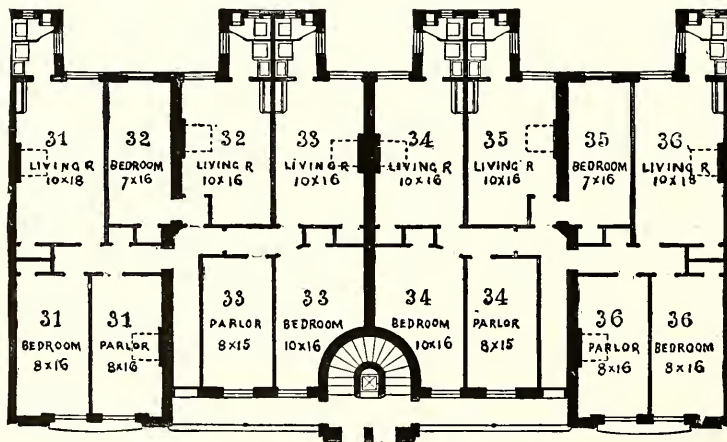 31
LIVING R
10X18
32
BEDROOM
7X16
32
LIVING R
10X16
33
LIVING R
10X16
34
LIVING R
10X16
35
LIVING R
10X16
35
BEDROOM
7X16
36
LIVING R
10X18
31
BEDROOM
8X16
31
PARLOR
8X16
33
PARLOR
8X15
33
BEDROOM
10X16
34
BEDROOM
10X16
34
PARLOR
8X15
36
PARLOR
8X16
36
BEDROOM
8X16